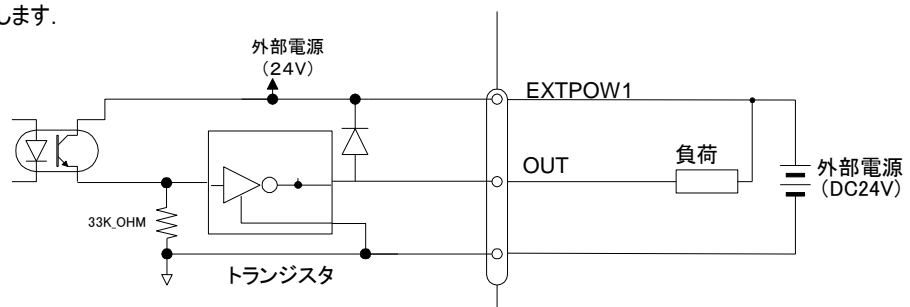 します.
外部電源
(24V)
EXTPOW1
OUT
負荷
外部電源
(DC24V)
33K_OHM
トランジスタ